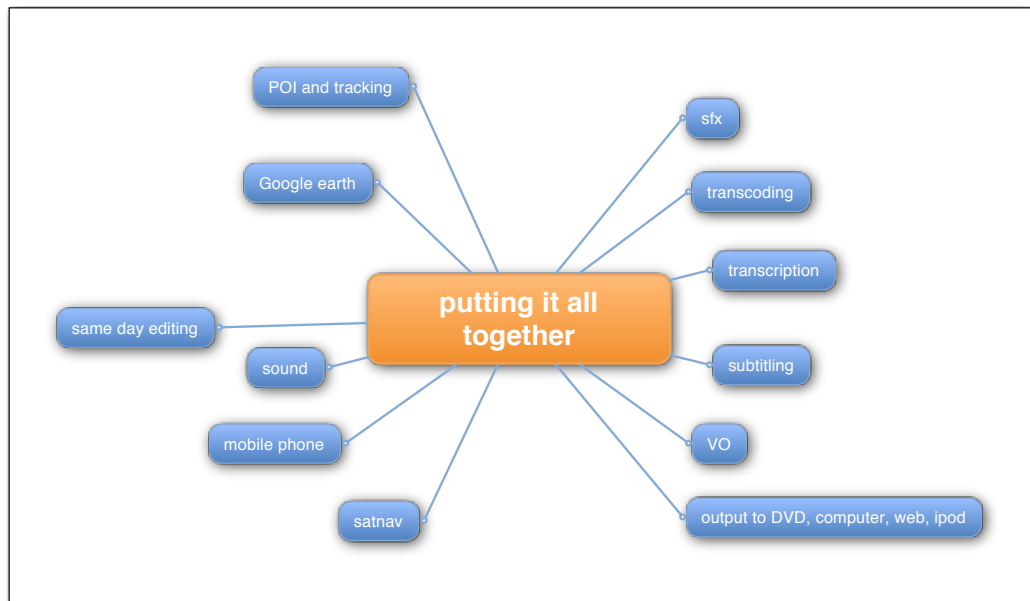 POI and tracking
sfx
Google earth
transcoding
transcription
putting it all
together
same day editing
sound
subtitling
mobile phone
VO
satnav
output to DVD, computer, web, ipod